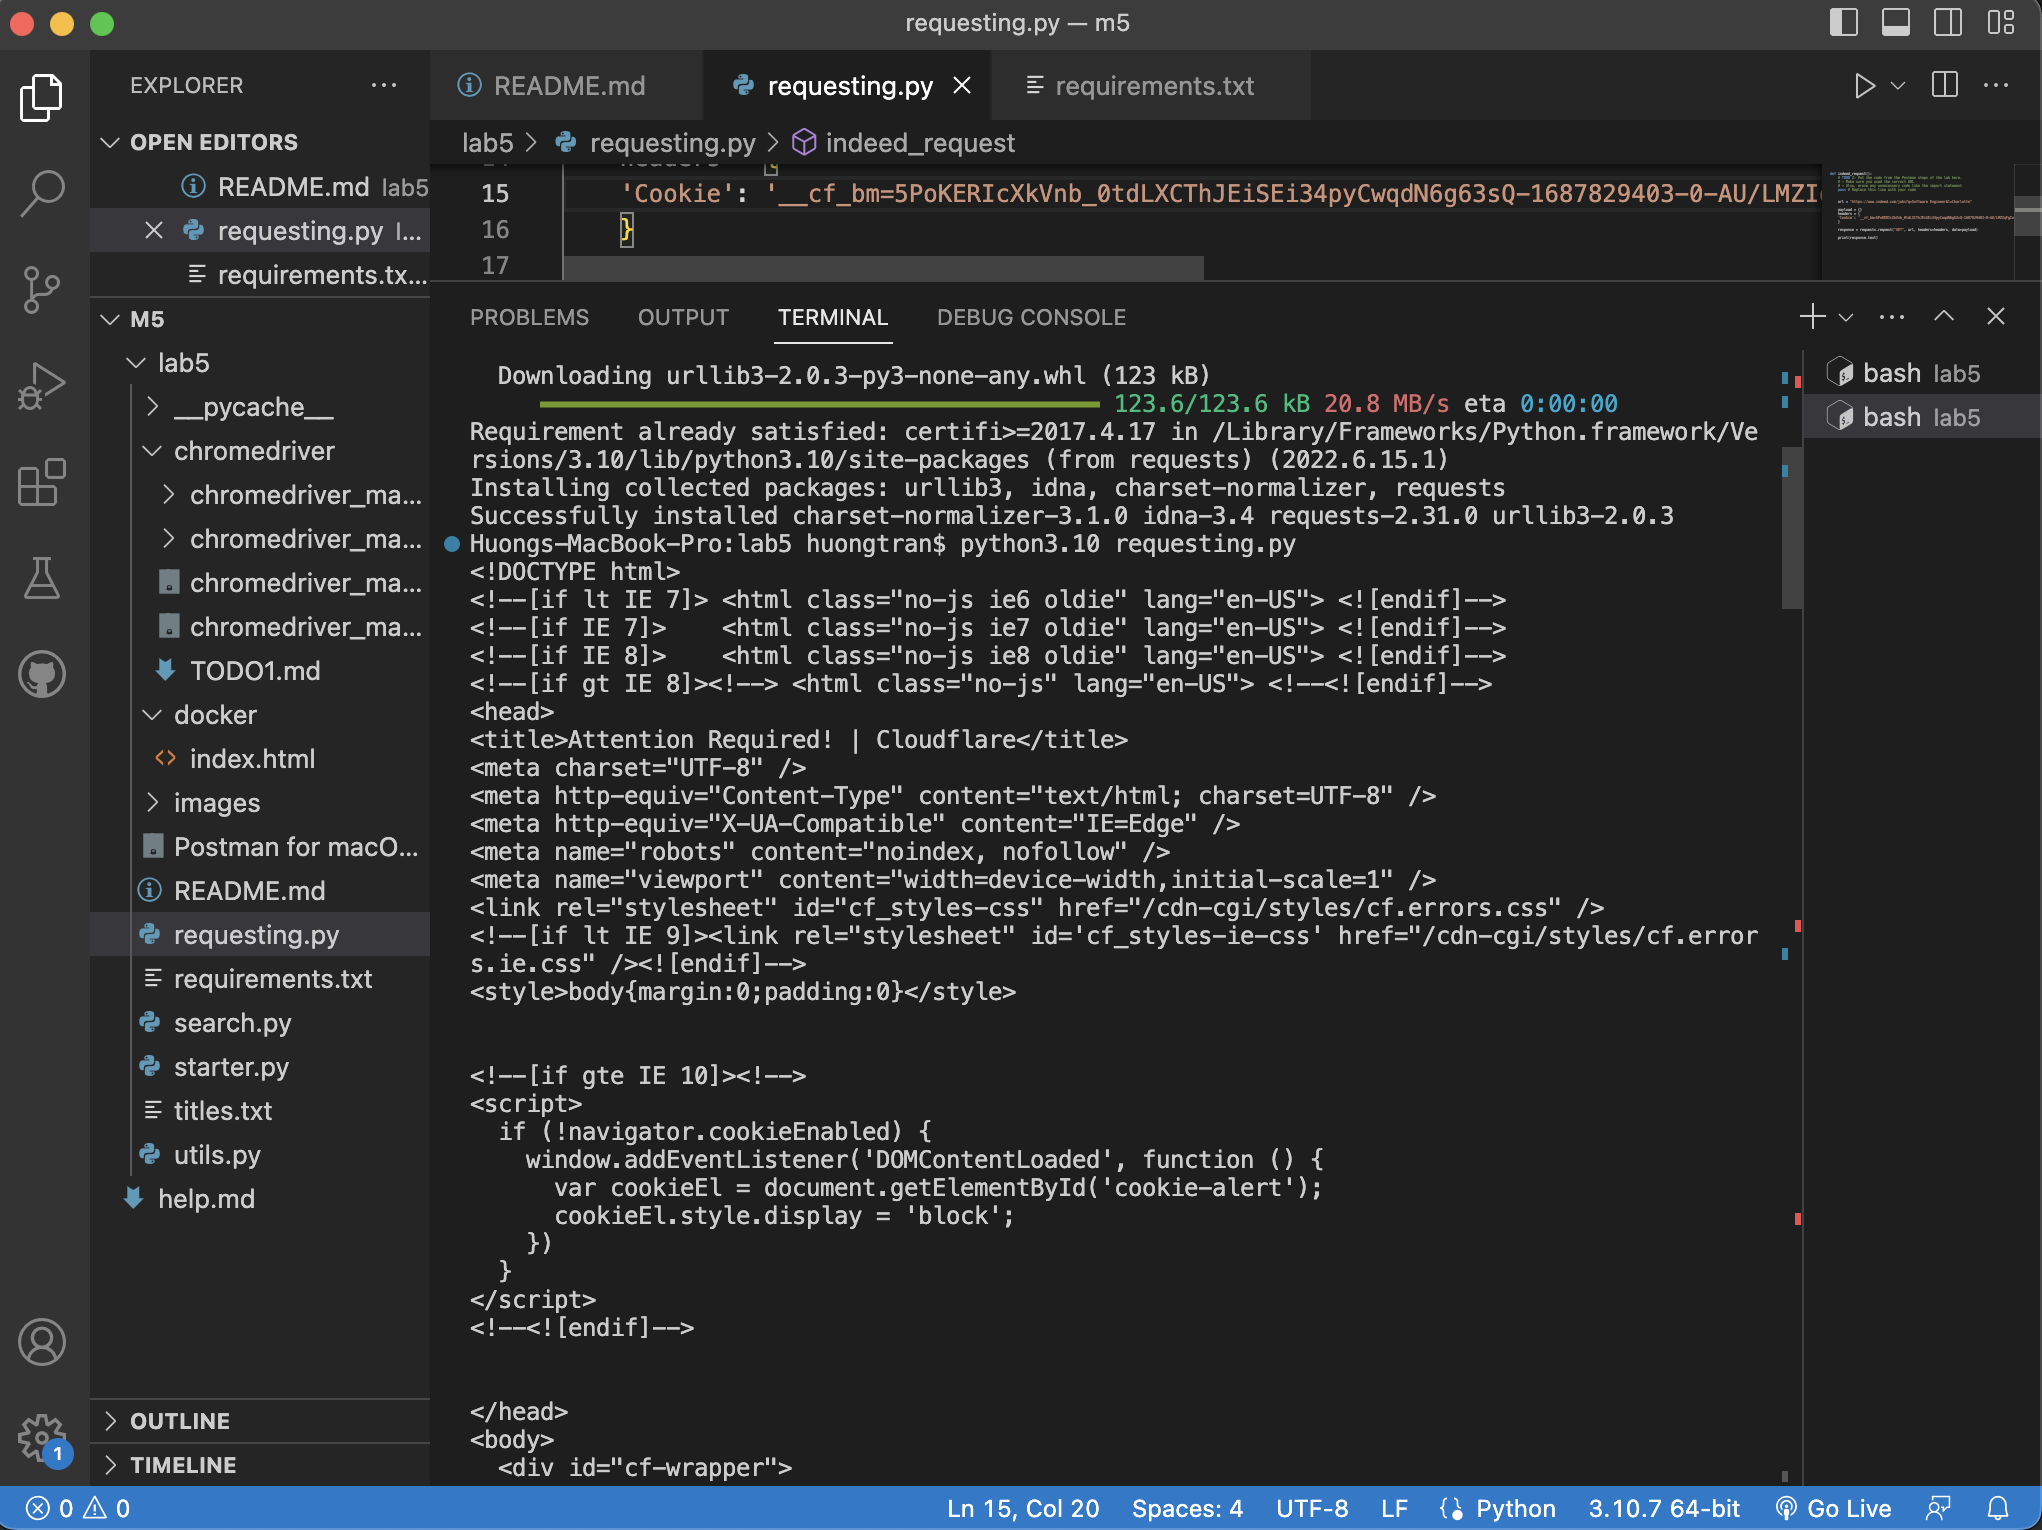 requesting.py — m5
EXPLORER
OPEN EDITORS
README.md lab5
requesting.py l...
requirements.tx...
M5
lab5
__pycache__
chromedriver
chromedriver_ma...
chromedriver_ma...
chromedriver_ma...
chromedriver_ma...
TODO1.md
docker
index.html
images
Postman for macO...
README.md
requesting.py
requirements.txt
search.py
starter.py
titles.txt
utils.py
help.md
OUTLINE
TIMELINE
1
README.md
requesting.py
requirements.txt
lab5 > requesting.py > indeed_request
15 'Cookie': '__cf_bm=5PoKERIcXkVnb_0tdLXCThJEiSEi34pyCwqdN6g63sQ-1687829403-0-AU/LMZI
16 }
17
PROBLEMS OUTPUT TERMINAL DEBUG CONSOLE
bash lab5
bash lab5
Downloading urllib3-2.0.3-py3-none-any.whl (123 kB)
123.6/123.6 kB 20.8 MB/s eta 0:00:00
Requirement already satisfied: certifi>=2017.4.17 in /Library/Frameworks/Python.framework/Ve
rsions/3.10/lib/python3.10/site-packages (from requests) (2022.6.15.1)
Installing collected packages: urllib3, idna, charset-normalizer, requests
Successfully installed charset-normalizer-3.1.0 idna-3.4 requests-2.31.0 urllib3-2.0.3
Huongs-MacBook-Pro:lab5 huongtran$ python3.10 requesting.py
<!DOCTYPE html>
<!--[if lt IE 7]> <html class="no-js ie6 oldie" lang="en-US"> <![endif]-->
<!--[if IE 7]>    <html class="no-js ie7 oldie" lang="en-US"> <![endif]-->
<!--[if IE 8]>    <html class="no-js ie8 oldie" lang="en-US"> <![endif]-->
<!--[if gt IE 8]><!--> <html class="no-js" lang="en-US"> <!--<![endif]-->
<head>
<title>Attention Required! | Cloudflare</title>
<meta charset="UTF-8" />
<meta http-equiv="Content-Type" content="text/html; charset=UTF-8" />
<meta http-equiv="X-UA-Compatible" content="IE=Edge" />
<meta name="robots" content="noindex, nofollow" />
<meta name="viewport" content="width=device-width,initial-scale=1" />
<link rel="stylesheet" id="cf_styles-css" href="/cdn-cgi/styles/cf.errors.css" />
<!--[if lt IE 9]><link rel="stylesheet" id='cf_styles-ie-css' href="/cdn-cgi/styles/cf.error
s.ie.css" /><![endif]-->
<style>body{margin:0;padding:0}</style>
<!--[if gte IE 10]><!-->
<script>
  if (!navigator.cookieEnabled) {
    window.addEventListener('DOMContentLoaded', function () {
      var cookieEl = document.getElementById('cookie-alert');
      cookieEl.style.display = 'block';
    })
  }
</script>
<!--<![endif]-->
</head>
<body>
  <div id="cf-wrapper">
0 0
Ln 15, Col 20 Spaces: 4 UTF-8 LF Python 3.10.7 64-bit Go Live